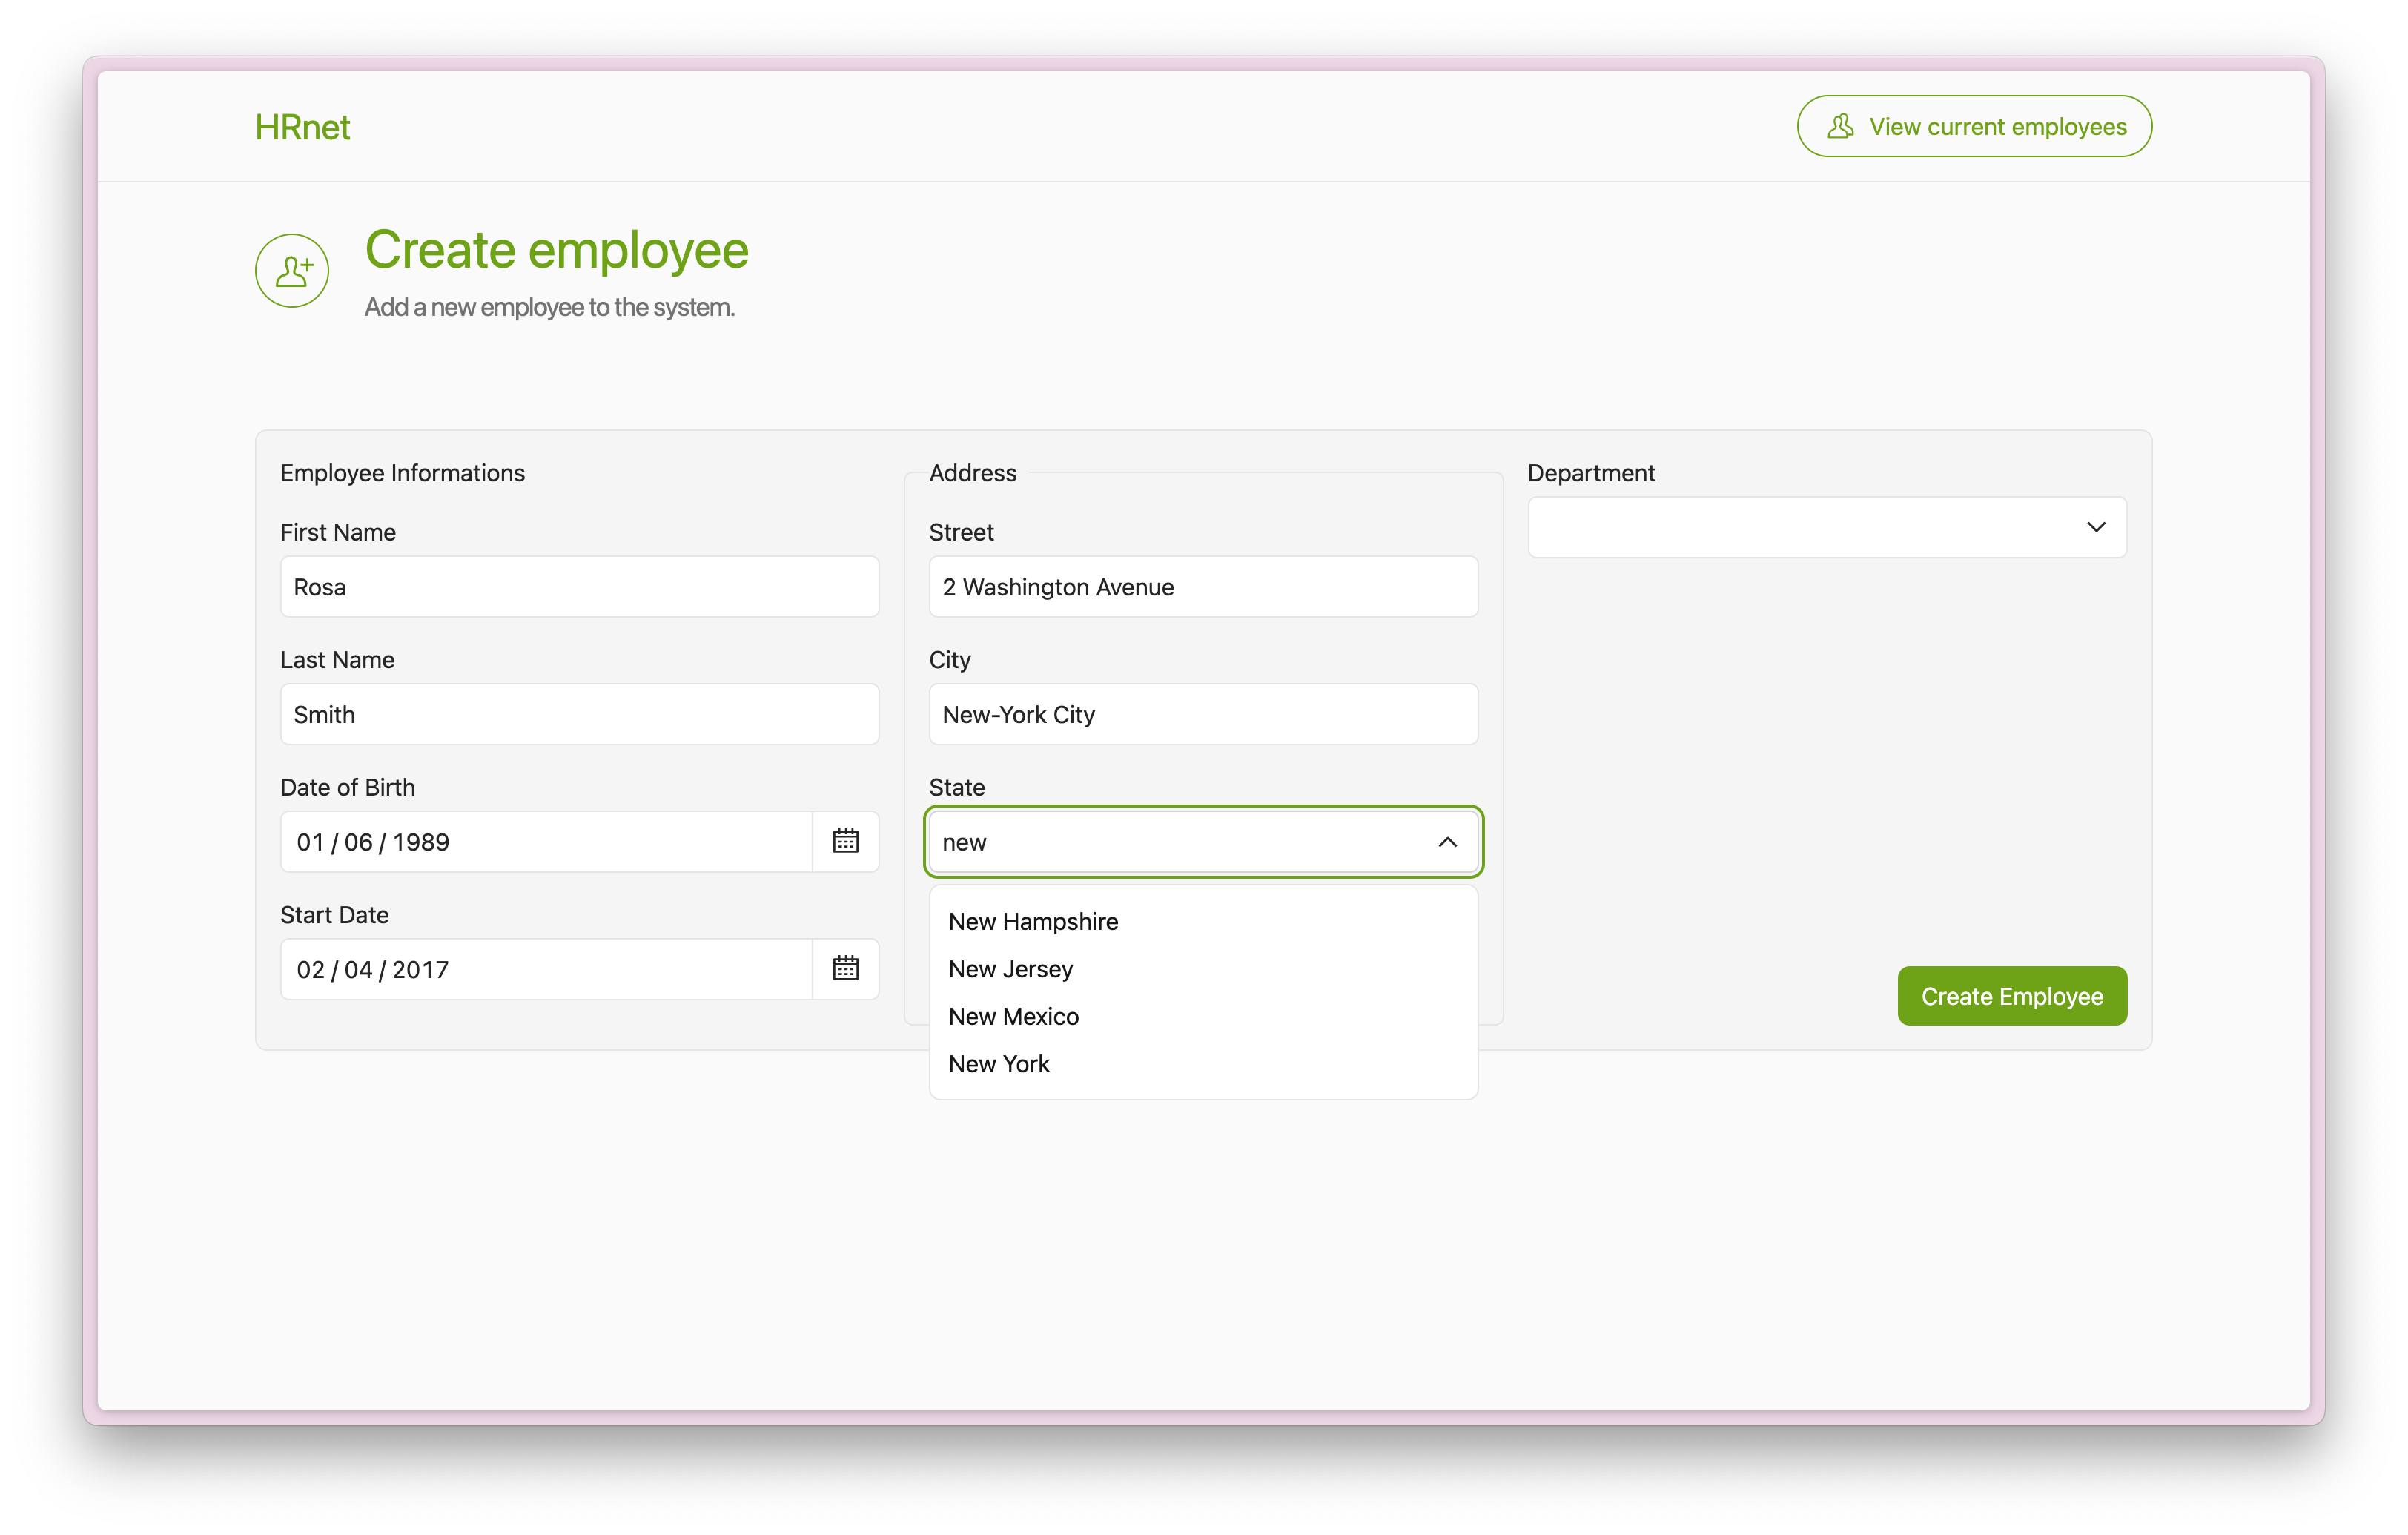 HRnet
View current employees
Create employee
Add a new employee to the system.
Employee Informations
First Name
Rosa
Last Name
Smith
Date of Birth
01 / 06 / 1989
Start Date
02 / 04 / 2017
Address
Street
2 Washington Avenue
City
New-York City
State
new
New Hampshire
New Jersey
New Mexico
New York
Department
Create Employee